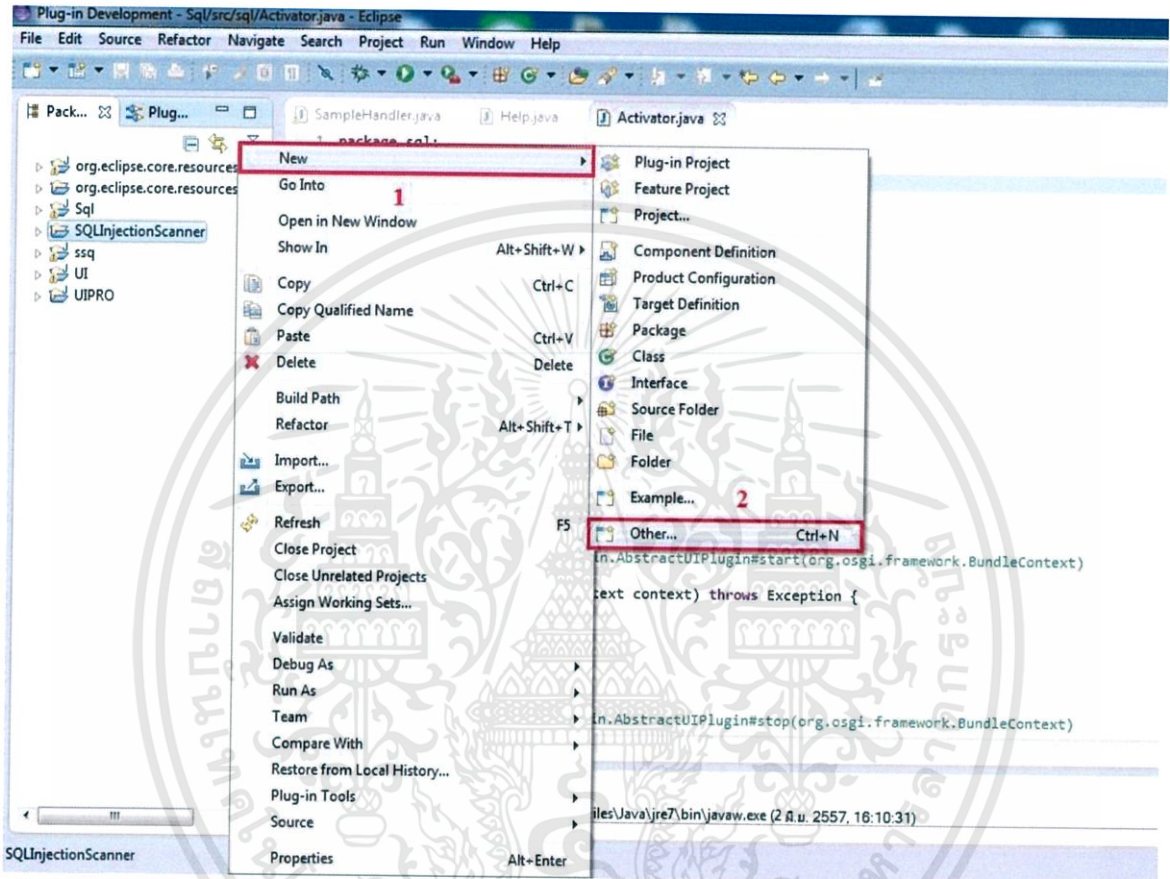 Plug-in Development - Sql/src/sql/Activator.java - Eclipse
File Edit Source Refactor Navigate Search Project Run Window Help
Pack... Plug...
SampleHandler.java Help.java Activator.java
1 package sql;
org.eclipse.core.resources
org.eclipse.core.resources
Sql
SQLInjectionScanner
ssq
UI
UIPRO
New
1
Go Into
Open in New Window
Show In Alt+Shift+W
Copy Ctrl+C
Copy Qualified Name
Paste Ctrl+V
Delete Delete
Build Path
Refactor Alt+Shift+T
Import...
Export...
Refresh F5
Close Project
Close Unrelated Projects
Assign Working Sets...
Validate
Debug As
Run As
Team
Compare With
Restore from Local History...
Plug-in Tools
Source
Properties Alt+Enter
Plug-in Project
Feature Project
Project...
Component Definition
Product Configuration
Target Definition
Package
Class
Interface
Source Folder
File
Folder
Example...
2
Other... Ctrl+N
in.AbstractUIPlugin#start(org.osgi.framework.BundleContext)
text context) throws Exception {
in.AbstractUIPlugin#stop(org.osgi.framework.BundleContext)
iles\Java\jre7\bin\javaw.exe (2 มิ.ย. 2557, 16:10:31)
SQLInjectionScanner